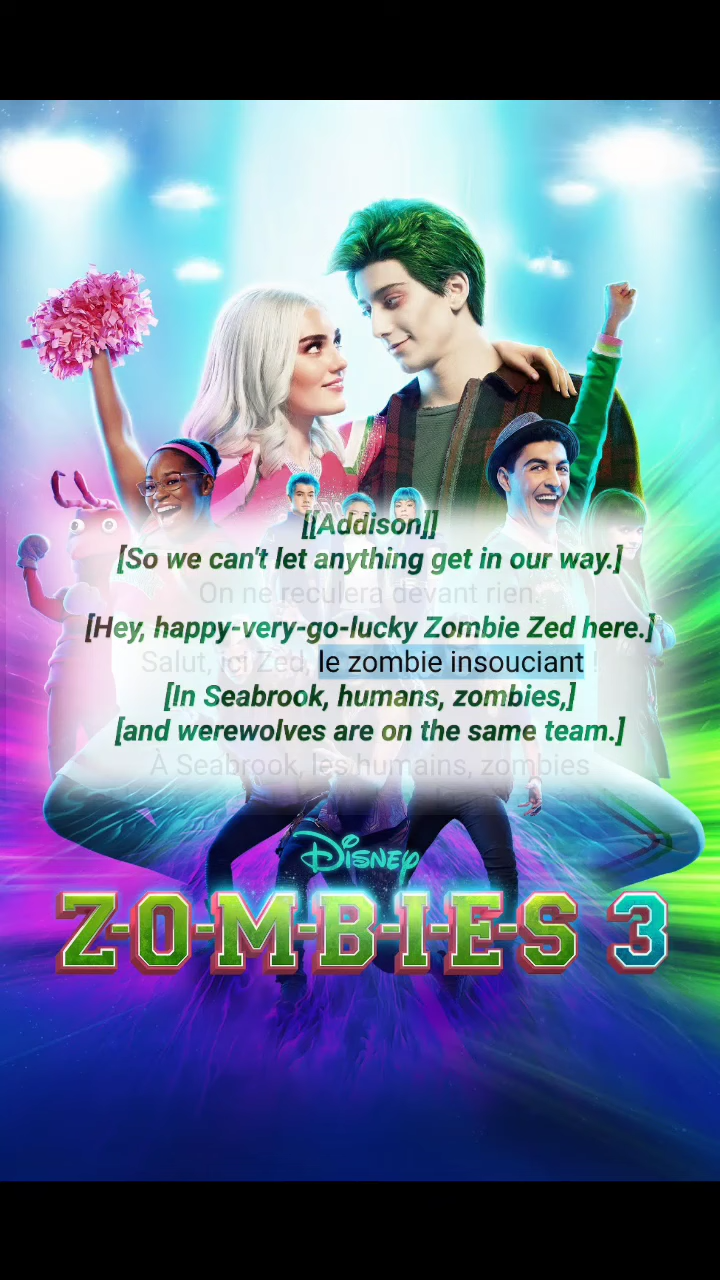 [[Addison]]
[So we can't let anything get in our way.]
On ne reculera devant rien.
[Hey, happy-very-go-lucky Zombie Zed here.]
Salut, ici Zed, le zombie insouciant !
[In Seabrook, humans, zombies,]
[and werewolves are on the same team.]
À Seabrook, les humains, zombies
DISNEY
Z-O-M-B-I-E-S 3